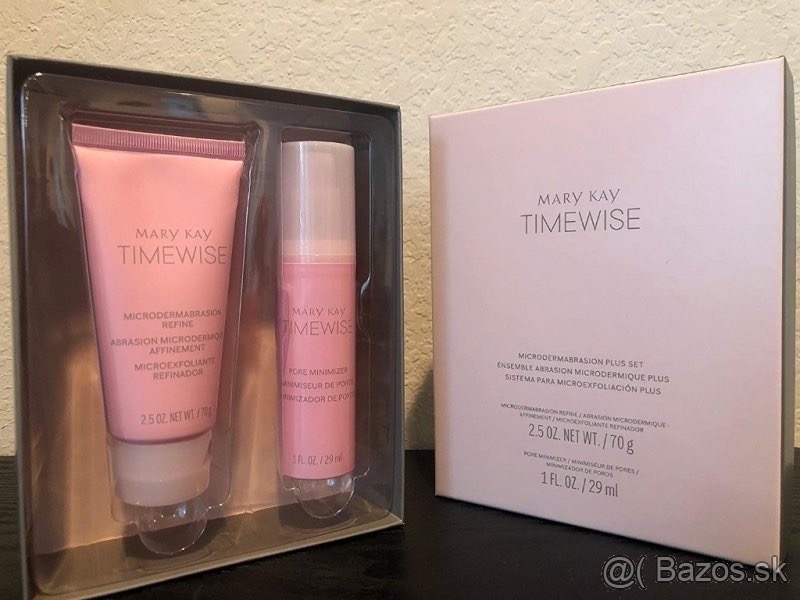 MARY KAY
TIMEWISE
MICRODERMABRASION
REFINE
ABRASION MICRODERMIQUE
AFFINEMENT
MICROEXFOLIANTE
REFINADOR
2.5 OZ. NET WT. / 70 g
MARY KAY
TIMEWISE
PORE MINIMIZER
MINIMISEUR DE PORES
MINIMIZADOR DE POROS
1 FL. OZ. / 29 ml
MARY KAY
TIMEWISE
MICRODERMABRASION PLUS SET
ENSEMBLE ABRASION MICRODERMIQUE PLUS
SISTEMA PARA MICROEXFOLIACIÓN PLUS
MICRODERMABRASION REFINE / ABRASION MICRODERMIQUE -
AFFINEMENT / MICROEXFOLIANTE REFINADOR
2.5 OZ. NET WT. / 70 g
PORE MINIMIZER / MINIMISEUR DE PORES /
MINIMIZADOR DE POROS
1 FL. OZ. / 29 ml
@( Bazos.sk